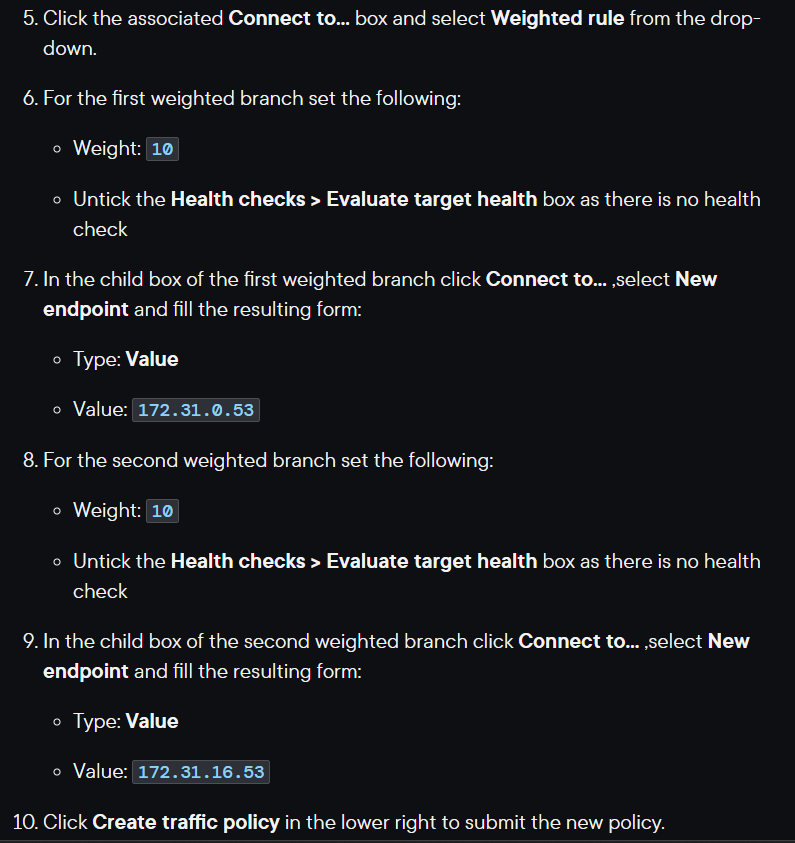 5. Click the associated Connect to... box and select Weighted rule from the drop-
down.
6. For the first weighted branch set the following:
◦ Weight: 10
◦ Untick the Health checks > Evaluate target health box as there is no health
check
7. In the child box of the first weighted branch click Connect to... ,select New
endpoint and fill the resulting form:
◦ Type: Value
◦ Value: 172.31.0.53
8. For the second weighted branch set the following:
◦ Weight: 10
◦ Untick the Health checks > Evaluate target health box as there is no health
check
9. In the child box of the second weighted branch click Connect to... ,select New
endpoint and fill the resulting form:
◦ Type: Value
◦ Value: 172.31.16.53
10. Click Create traffic policy in the lower right to submit the new policy.